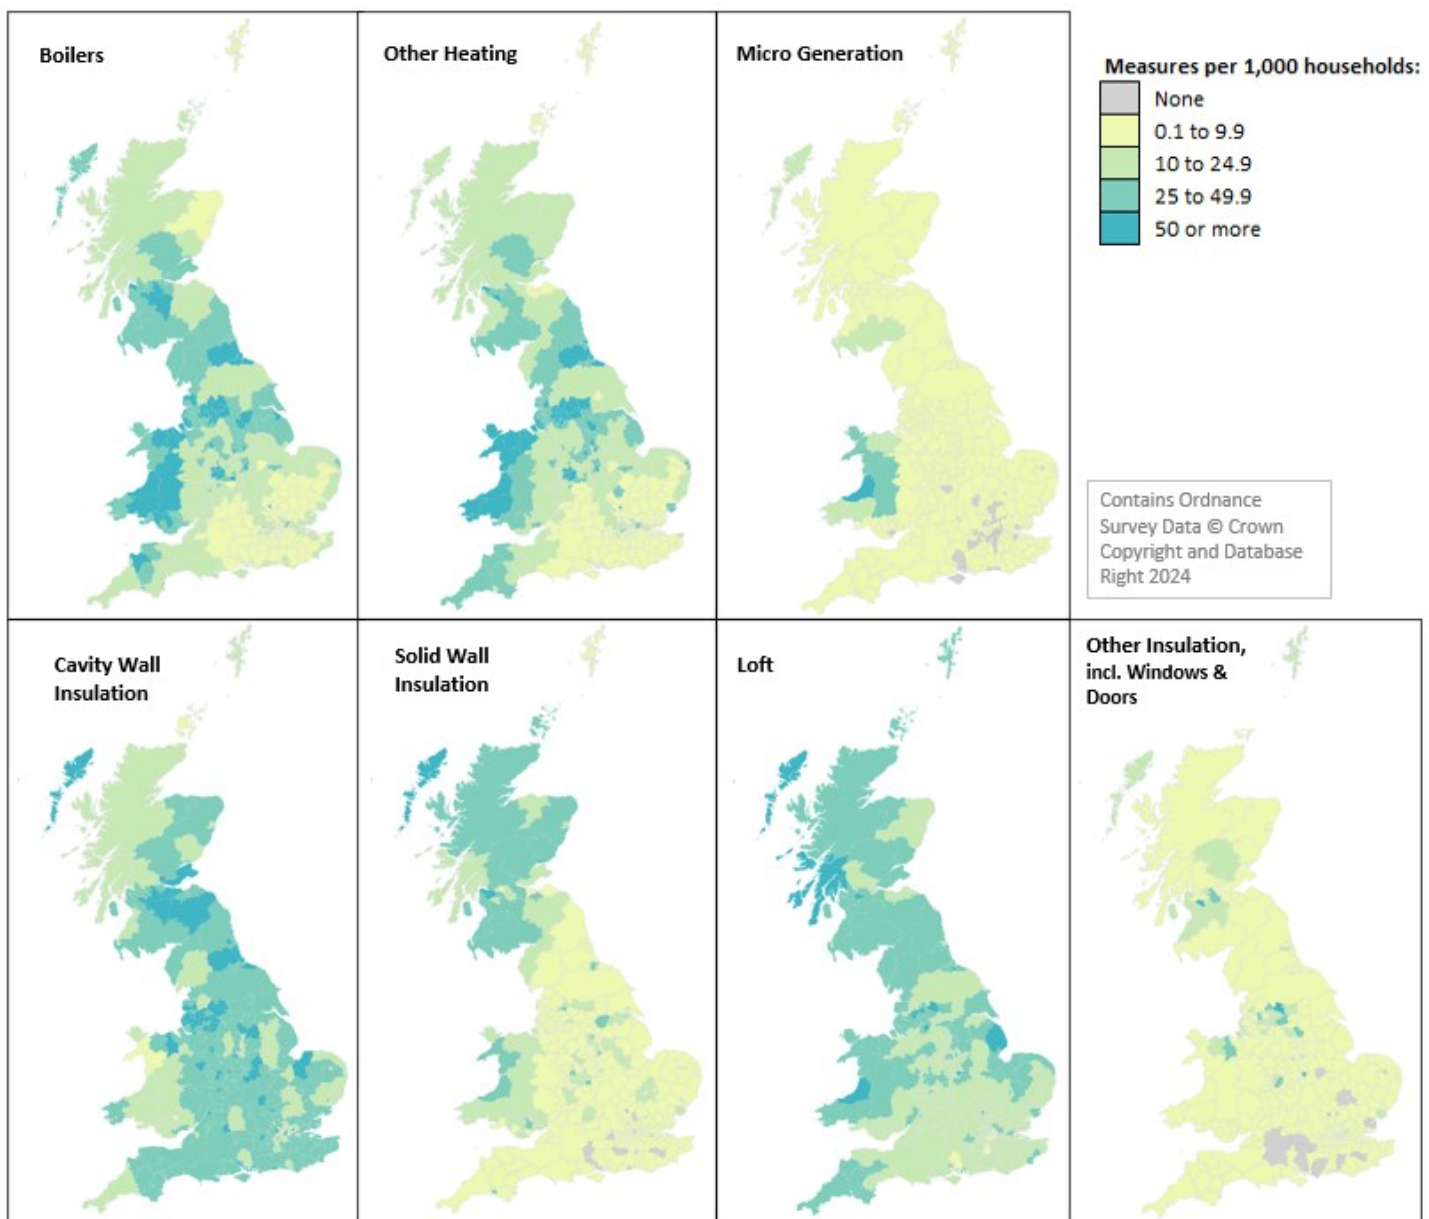 Boilers
Other Heating
Micro Generation
Measures per 1,000 households:
None
0.1 to 9.9
10 to 24.9
25 to 49.9
50 or more
Contains Ordnance
Survey Data © Crown
Copyright and Database
Right 2024
Cavity Wall
Insulation
Solid Wall
Insulation
Loft
Other Insulation,
incl. Windows &
Doors